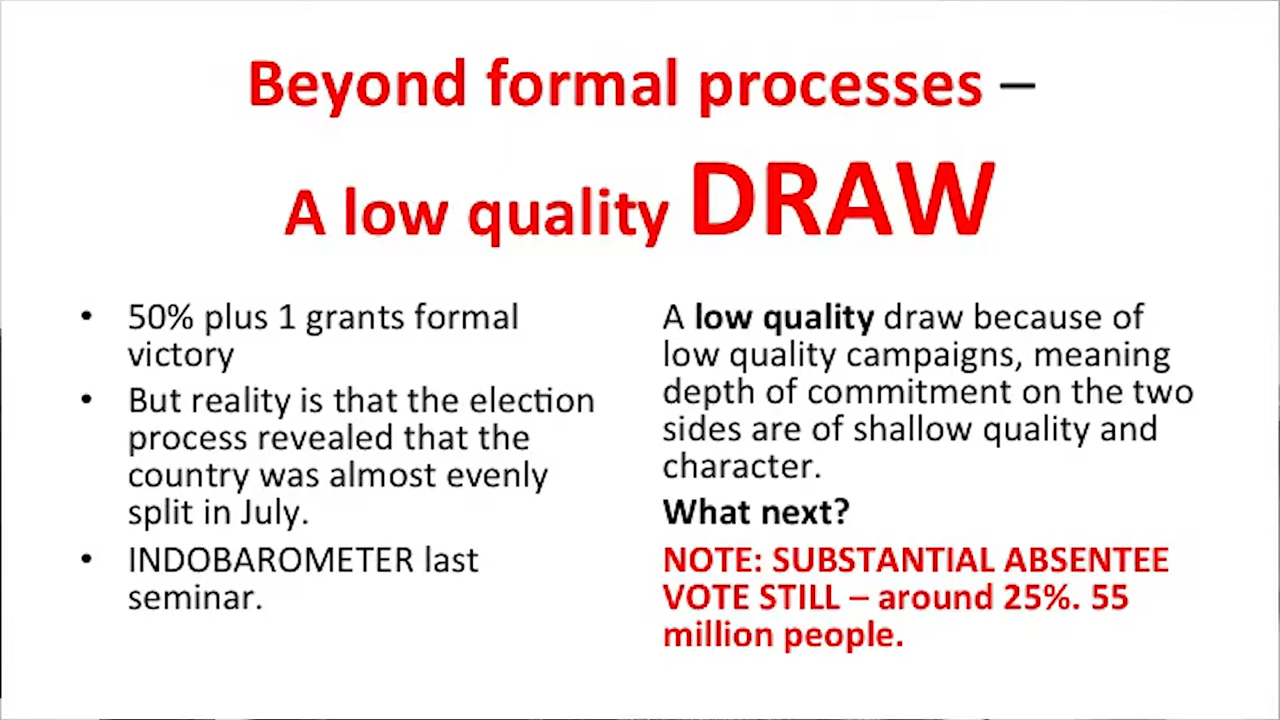 Beyond formal processes –
A low quality DRAW
• 50% plus 1 grants formal
victory
• But reality is that the election
process revealed that the
country was almost evenly
split in July.
• INDOBAROMETER last
seminar.
A low quality draw because of
low quality campaigns, meaning
depth of commitment on the two
sides are of shallow quality and
character.
What next?
NOTE: SUBSTANTIAL ABSENTEE
VOTE STILL – around 25%. 55
million people.